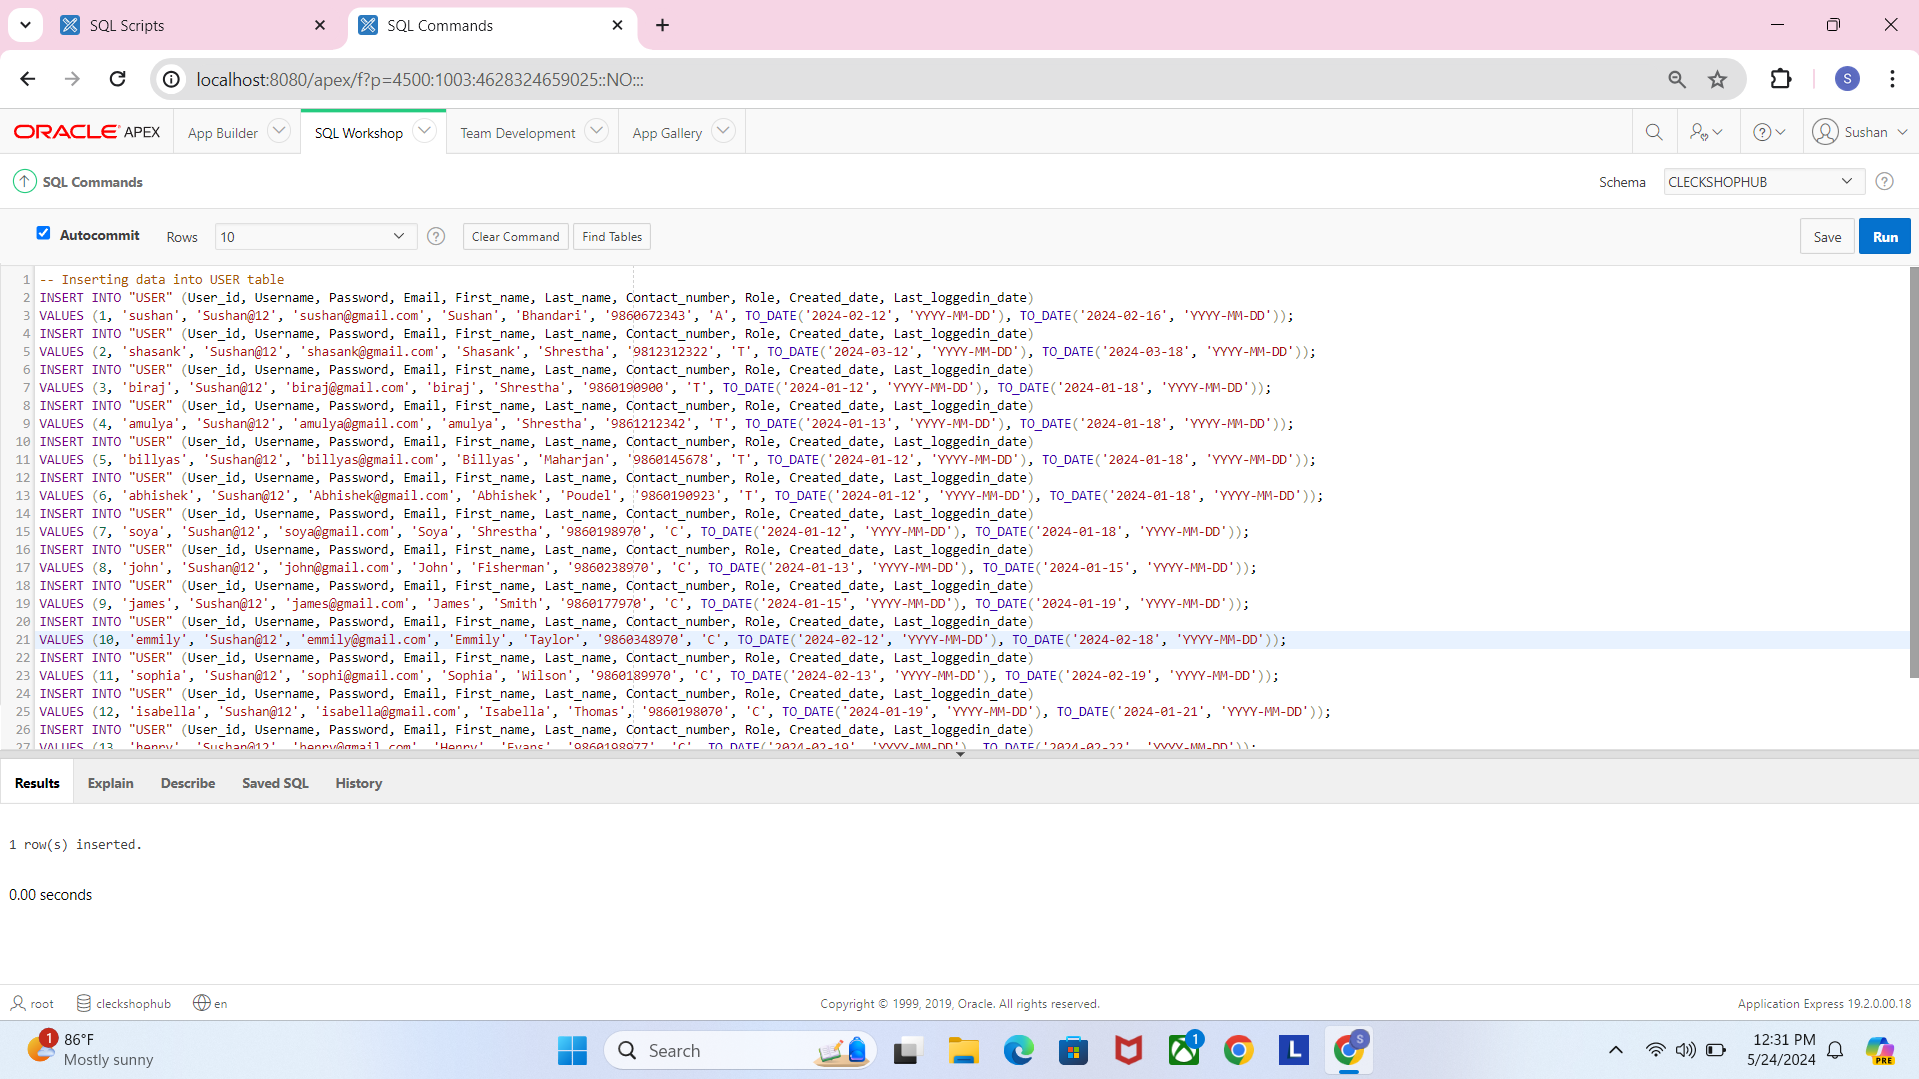 SQL Scripts
SQL Commands
localhost:8080/apex/f?p=4500:1003:4628324659025::NO:::
S
ORACLE APEX
App Builder
SQL Workshop
Team Development
App Gallery
Sushan
SQL Commands
Schema
CLECKSHOPHUB
Autocommit
Rows
10
Clear Command
Find Tables
Save
Run
1 -- Inserting data into USER table
2 INSERT INTO "USER" (User_id, Username, Password, Email, First_name, Last_name, Contact_number, Role, Created_date, Last_loggedin_date)
3 VALUES (1, 'sushan', 'Sushan@12', 'sushan@gmail.com', 'Sushan', 'Bhandari', '9860672343', 'A', TO_DATE('2024-02-12', 'YYYY-MM-DD'), TO_DATE('2024-02-16', 'YYYY-MM-DD'));
4 INSERT INTO "USER" (User_id, Username, Password, Email, First_name, Last_name, Contact_number, Role, Created_date, Last_loggedin_date)
5 VALUES (2, 'shasank', 'Sushan@12', 'shasank@gmail.com', 'Shasank', 'Shrestha', '9812312322', 'T', TO_DATE('2024-03-12', 'YYYY-MM-DD'), TO_DATE('2024-03-18', 'YYYY-MM-DD'));
6 INSERT INTO "USER" (User_id, Username, Password, Email, First_name, Last_name, Contact_number, Role, Created_date, Last_loggedin_date)
7 VALUES (3, 'biraj', 'Sushan@12', 'biraj@gmail.com', 'biraj', 'Shrestha', '9860190900', 'T', TO_DATE('2024-01-12', 'YYYY-MM-DD'), TO_DATE('2024-01-18', 'YYYY-MM-DD'));
8 INSERT INTO "USER" (User_id, Username, Password, Email, First_name, Last_name, Contact_number, Role, Created_date, Last_loggedin_date)
9 VALUES (4, 'amulya', 'Sushan@12', 'amulya@gmail.com', 'amulya', 'Shrestha', '9861212342', 'T', TO_DATE('2024-01-13', 'YYYY-MM-DD'), TO_DATE('2024-01-18', 'YYYY-MM-DD'));
10 INSERT INTO "USER" (User_id, Username, Password, Email, First_name, Last_name, Contact_number, Role, Created_date, Last_loggedin_date)
11 VALUES (5, 'billyas', 'Sushan@12', 'billyas@gmail.com', 'Billyas', 'Maharjan', '9860145678', 'T', TO_DATE('2024-01-12', 'YYYY-MM-DD'), TO_DATE('2024-01-18', 'YYYY-MM-DD'));
12 INSERT INTO "USER" (User_id, Username, Password, Email, First_name, Last_name, Contact_number, Role, Created_date, Last_loggedin_date)
13 VALUES (6, 'abhishek', 'Sushan@12', 'Abhishek@gmail.com', 'Abhishek', 'Poudel', '9860190923', 'T', TO_DATE('2024-01-12', 'YYYY-MM-DD'), TO_DATE('2024-01-18', 'YYYY-MM-DD'));
14 INSERT INTO "USER" (User_id, Username, Password, Email, First_name, Last_name, Contact_number, Role, Created_date, Last_loggedin_date)
15 VALUES (7, 'soya', 'Sushan@12', 'soya@gmail.com', 'Soya', 'Shrestha', '9860198970', 'C', TO_DATE('2024-01-12', 'YYYY-MM-DD'), TO_DATE('2024-01-18', 'YYYY-MM-DD'));
16 INSERT INTO "USER" (User_id, Username, Password, Email, First_name, Last_name, Contact_number, Role, Created_date, Last_loggedin_date)
17 VALUES (8, 'john', 'Sushan@12', 'john@gmail.com', 'John', 'Fisherman', '9860238970', 'C', TO_DATE('2024-01-13', 'YYYY-MM-DD'), TO_DATE('2024-01-15', 'YYYY-MM-DD'));
18 INSERT INTO "USER" (User_id, Username, Password, Email, First_name, Last_name, Contact_number, Role, Created_date, Last_loggedin_date)
19 VALUES (9, 'james', 'Sushan@12', 'james@gmail.com', 'James', 'Smith', '9860177970', 'C', TO_DATE('2024-01-15', 'YYYY-MM-DD'), TO_DATE('2024-01-19', 'YYYY-MM-DD'));
20 INSERT INTO "USER" (User_id, Username, Password, Email, First_name, Last_name, Contact_number, Role, Created_date, Last_loggedin_date)
21 VALUES (10, 'emmily', 'Sushan@12', 'emmily@gmail.com', 'Emmily', 'Taylor', '9860348970', 'C', TO_DATE('2024-02-12', 'YYYY-MM-DD'), TO_DATE('2024-02-18', 'YYYY-MM-DD'));
22 INSERT INTO "USER" (User_id, Username, Password, Email, First_name, Last_name, Contact_number, Role, Created_date, Last_loggedin_date)
23 VALUES (11, 'sophia', 'Sushan@12', 'sophi@gmail.com', 'Sophia', 'Wilson', '9860189970', 'C', TO_DATE('2024-02-13', 'YYYY-MM-DD'), TO_DATE('2024-02-19', 'YYYY-MM-DD'));
24 INSERT INTO "USER" (User_id, Username, Password, Email, First_name, Last_name, Contact_number, Role, Created_date, Last_loggedin_date)
25 VALUES (12, 'isabella', 'Sushan@12', 'isabella@gmail.com', 'Isabella', 'Thomas', '9860198070', 'C', TO_DATE('2024-01-19', 'YYYY-MM-DD'), TO_DATE('2024-01-21', 'YYYY-MM-DD'));
26 INSERT INTO "USER" (User_id, Username, Password, Email, First_name, Last_name, Contact_number, Role, Created_date, Last_loggedin_date)
27 VALUES (13, 'henry', 'Sushan@12', 'henry@gmail.com', 'Henry', 'Evans', '9860198977', 'C', TO_DATE('2024-02-19', 'YYYY-MM-DD'), TO_DATE('2024-02-22', 'YYYY-MM-DD'));
Results
Explain
Describe
Saved SQL
History
1 row(s) inserted.
0.00 seconds
root
cleckshophub
en
Copyright © 1999, 2019, Oracle. All rights reserved.
Application Express 19.2.0.00.18
1
86°F
Mostly sunny
Search
1
L
S
12:31 PM
5/24/2024
PRE